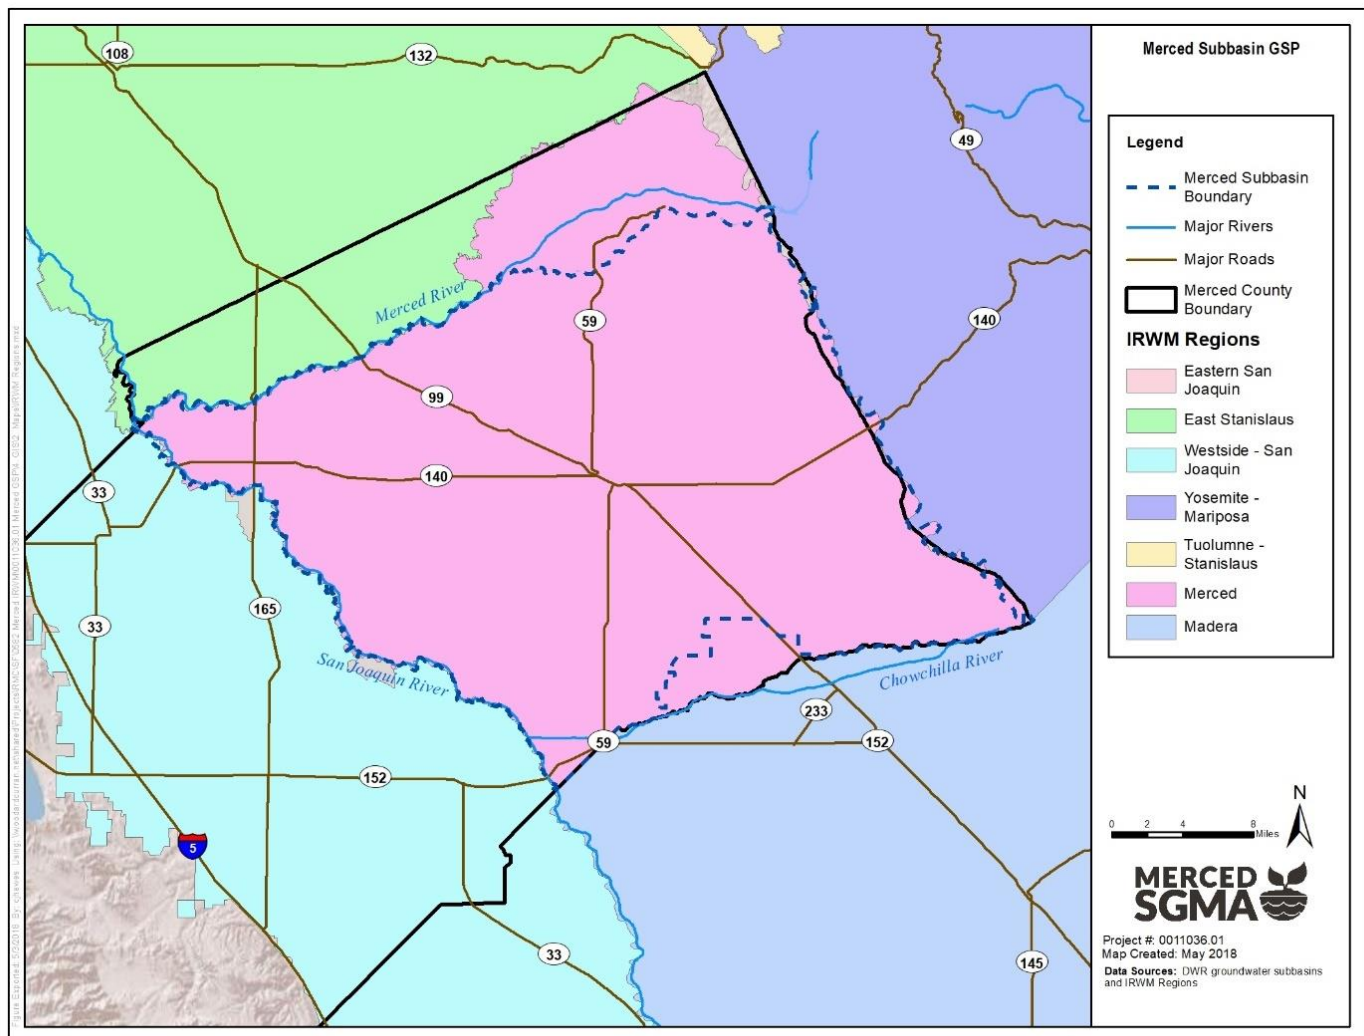 Merced Subbasin GSP
Legend
Merced Subbasin
Boundary
Major Rivers
Major Roads
Merced County
Boundary
IRWM Regions
Eastern San
Joaquin
East Stanislaus
Westside - San
Joaquin
Yosemite -
Mariposa
Tuolumne -
Stanislaus
Merced
Madera
108
132
49
Merced River
59
140
99
140
33
165
33
San Joaquin River
Chowchilla River
233
59
152
152
5
33
145
N
0 2 4 8
Miles
MERCED
SGMA
Project #: 0011036.01
Map Created: May 2018
Data Sources: DWR groundwater subbasins
and IRWM Regions